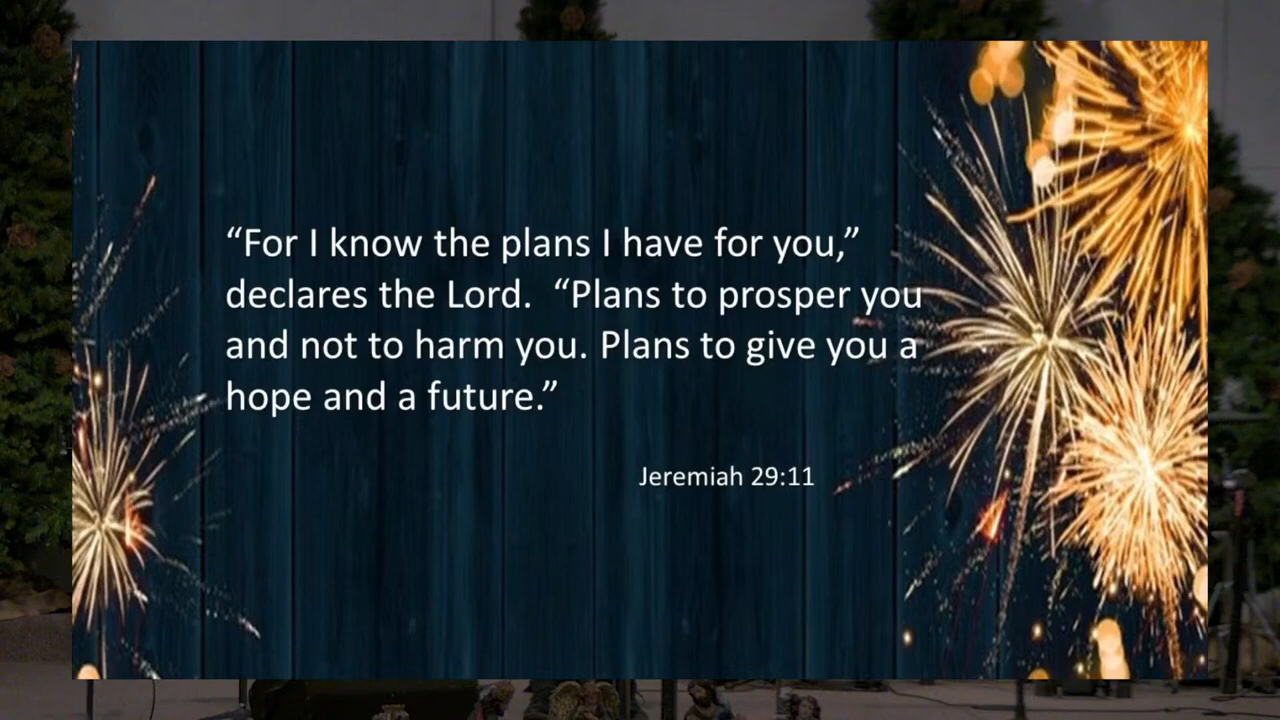 “For I know the plans I have for you,”
declares the Lord.  “Plans to prosper you
and not to harm you. Plans to give you a
hope and a future.”
Jeremiah 29:11